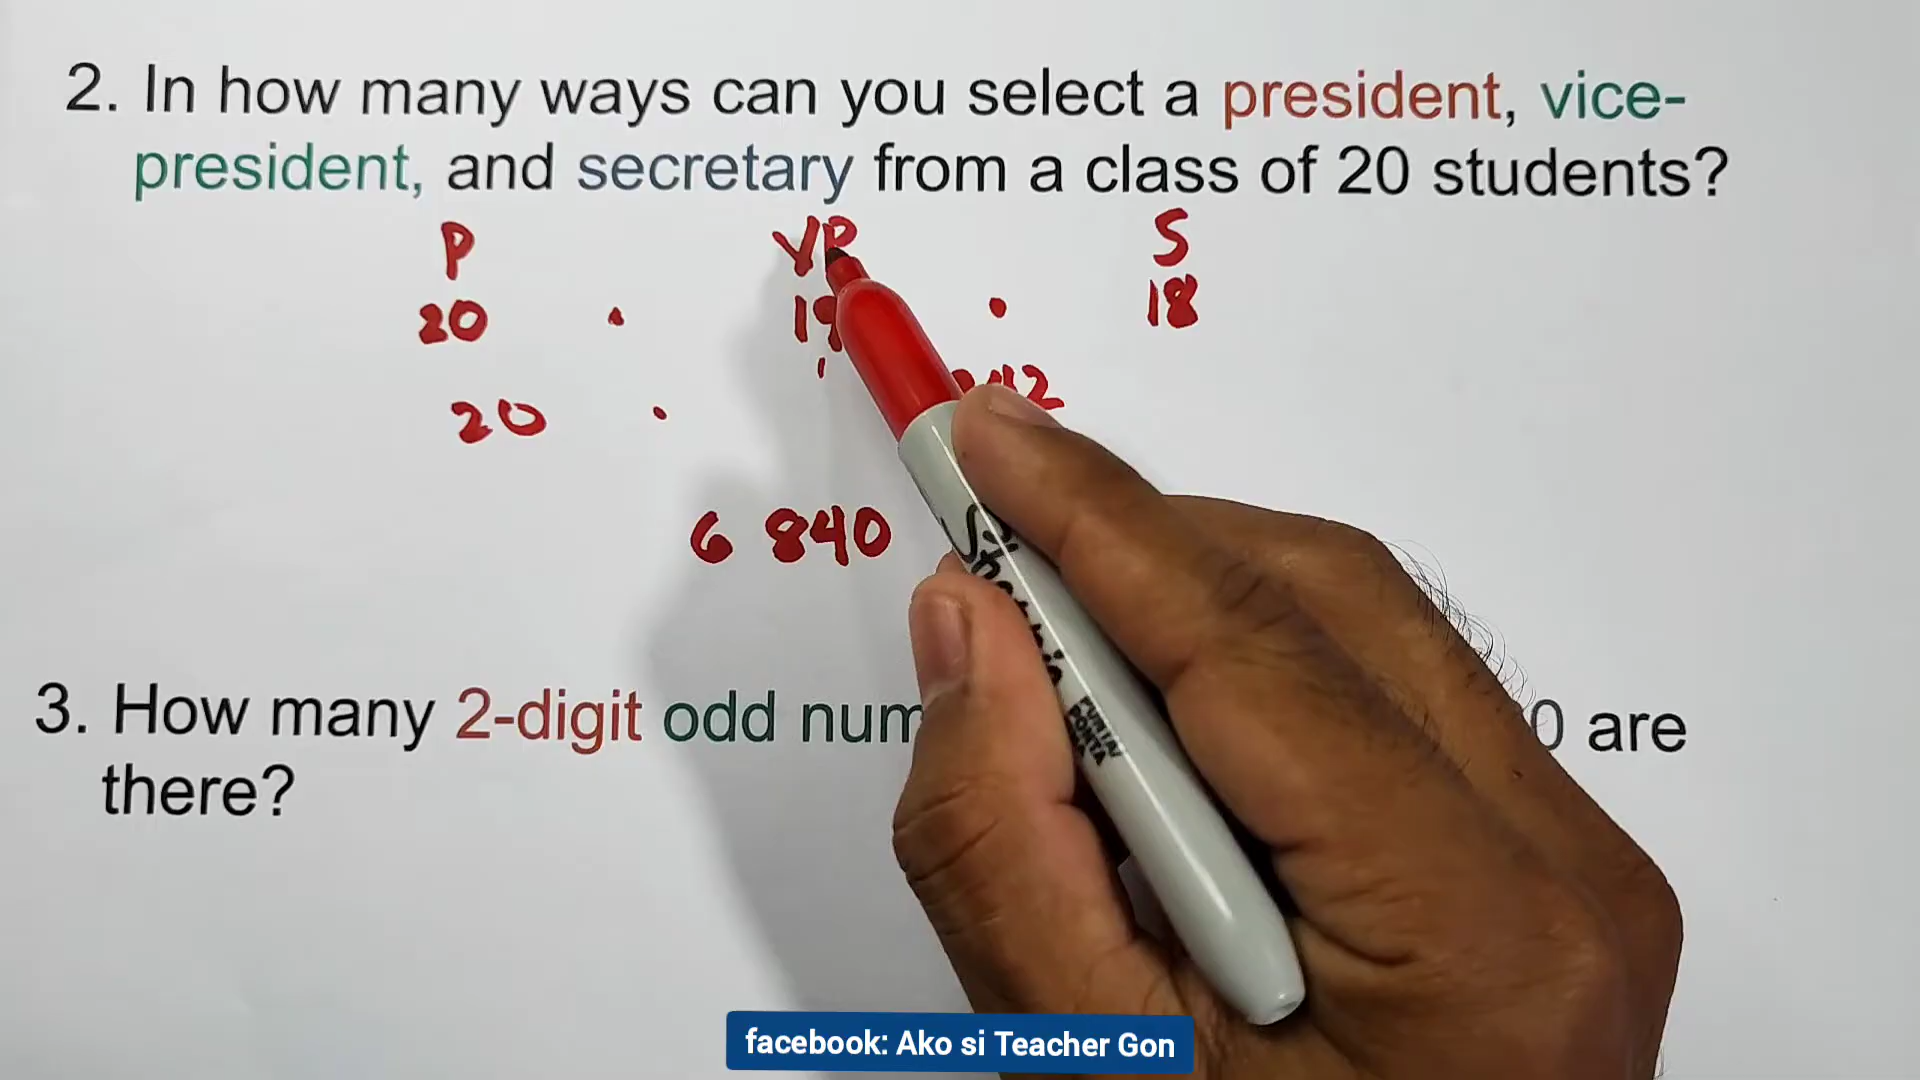 2. In how many ways can you select a president, vice-
president, and secretary from a class of 20 students?
P VP S
20 · 19 · 18
20 ·
6 840
3. How many 2-digit odd are
there?
facebook: Ako si Teacher Gon